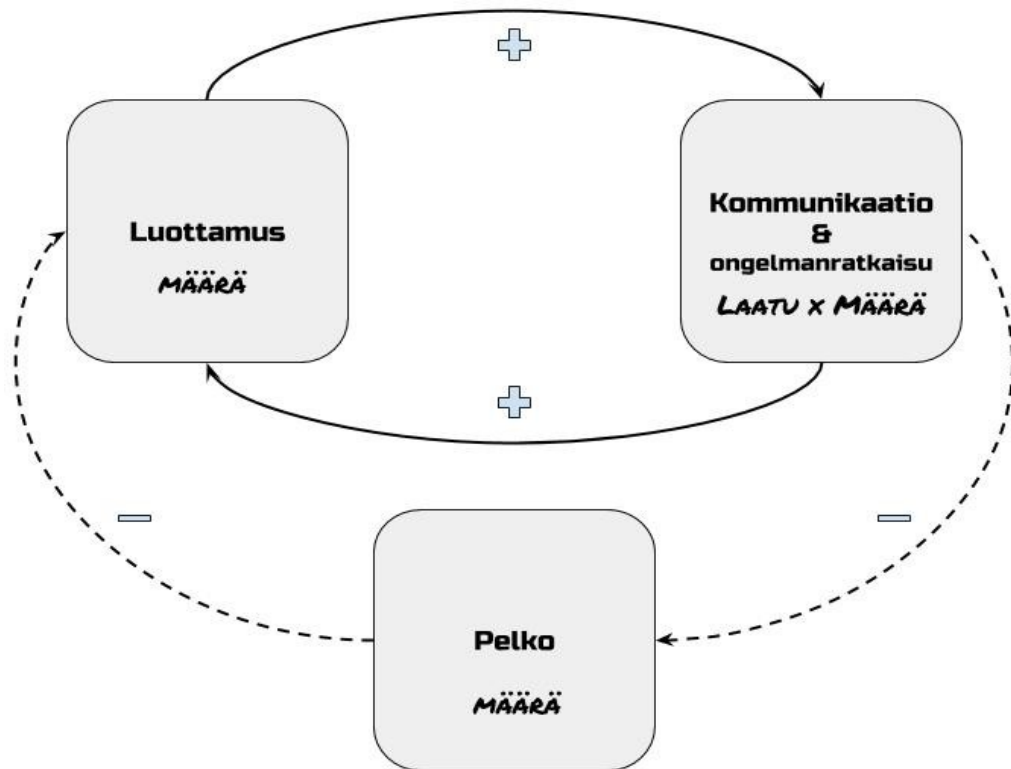 Luottamus
MÄÄRÄ
Kommunikaatio
&
ongelmanratkaisu
LAATU X MÄÄRÄ
Pelko
MÄÄRÄ